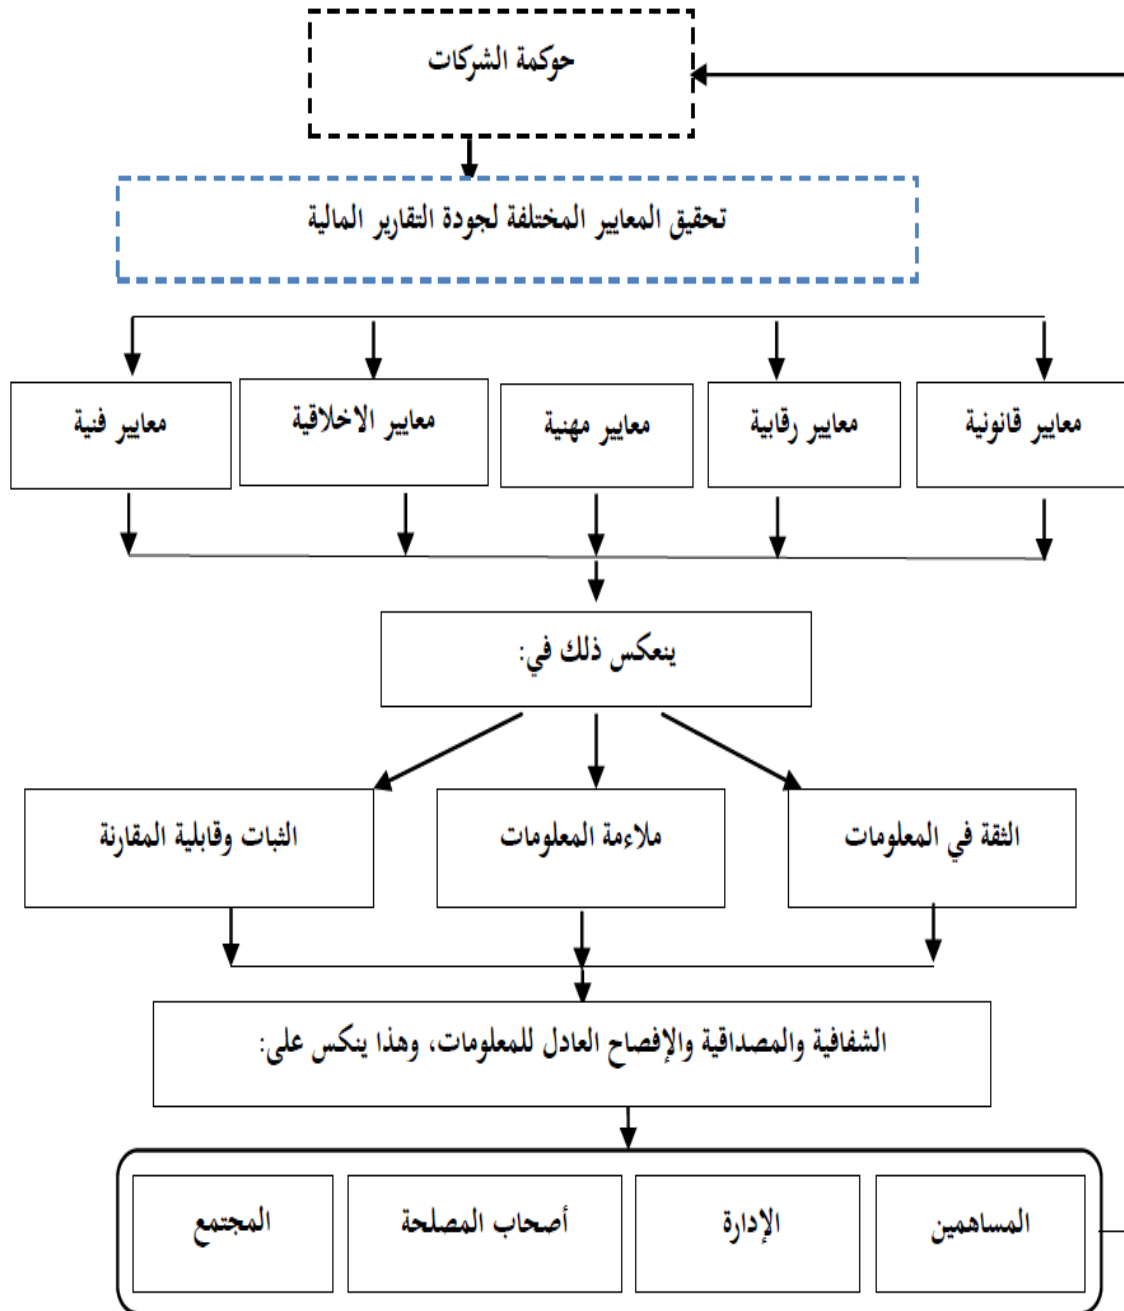 حوكمة الشركات
تحقيق المعايير المختلفة لجودة التقارير المالية
معايير قانونية
معايير رقابية
معايير مهنية
معايير الاخلاقية
معايير فنية
ينعكس ذلك في:
الثقة في المعلومات
ملاءمة المعلومات
الثبات وقابلية المقارنة
الشفافية والمصداقية والإفصاح العادل للمعلومات، وهذا ينكس على:
المساهمين
الإدارة
أصحاب المصلحة
المجتمع